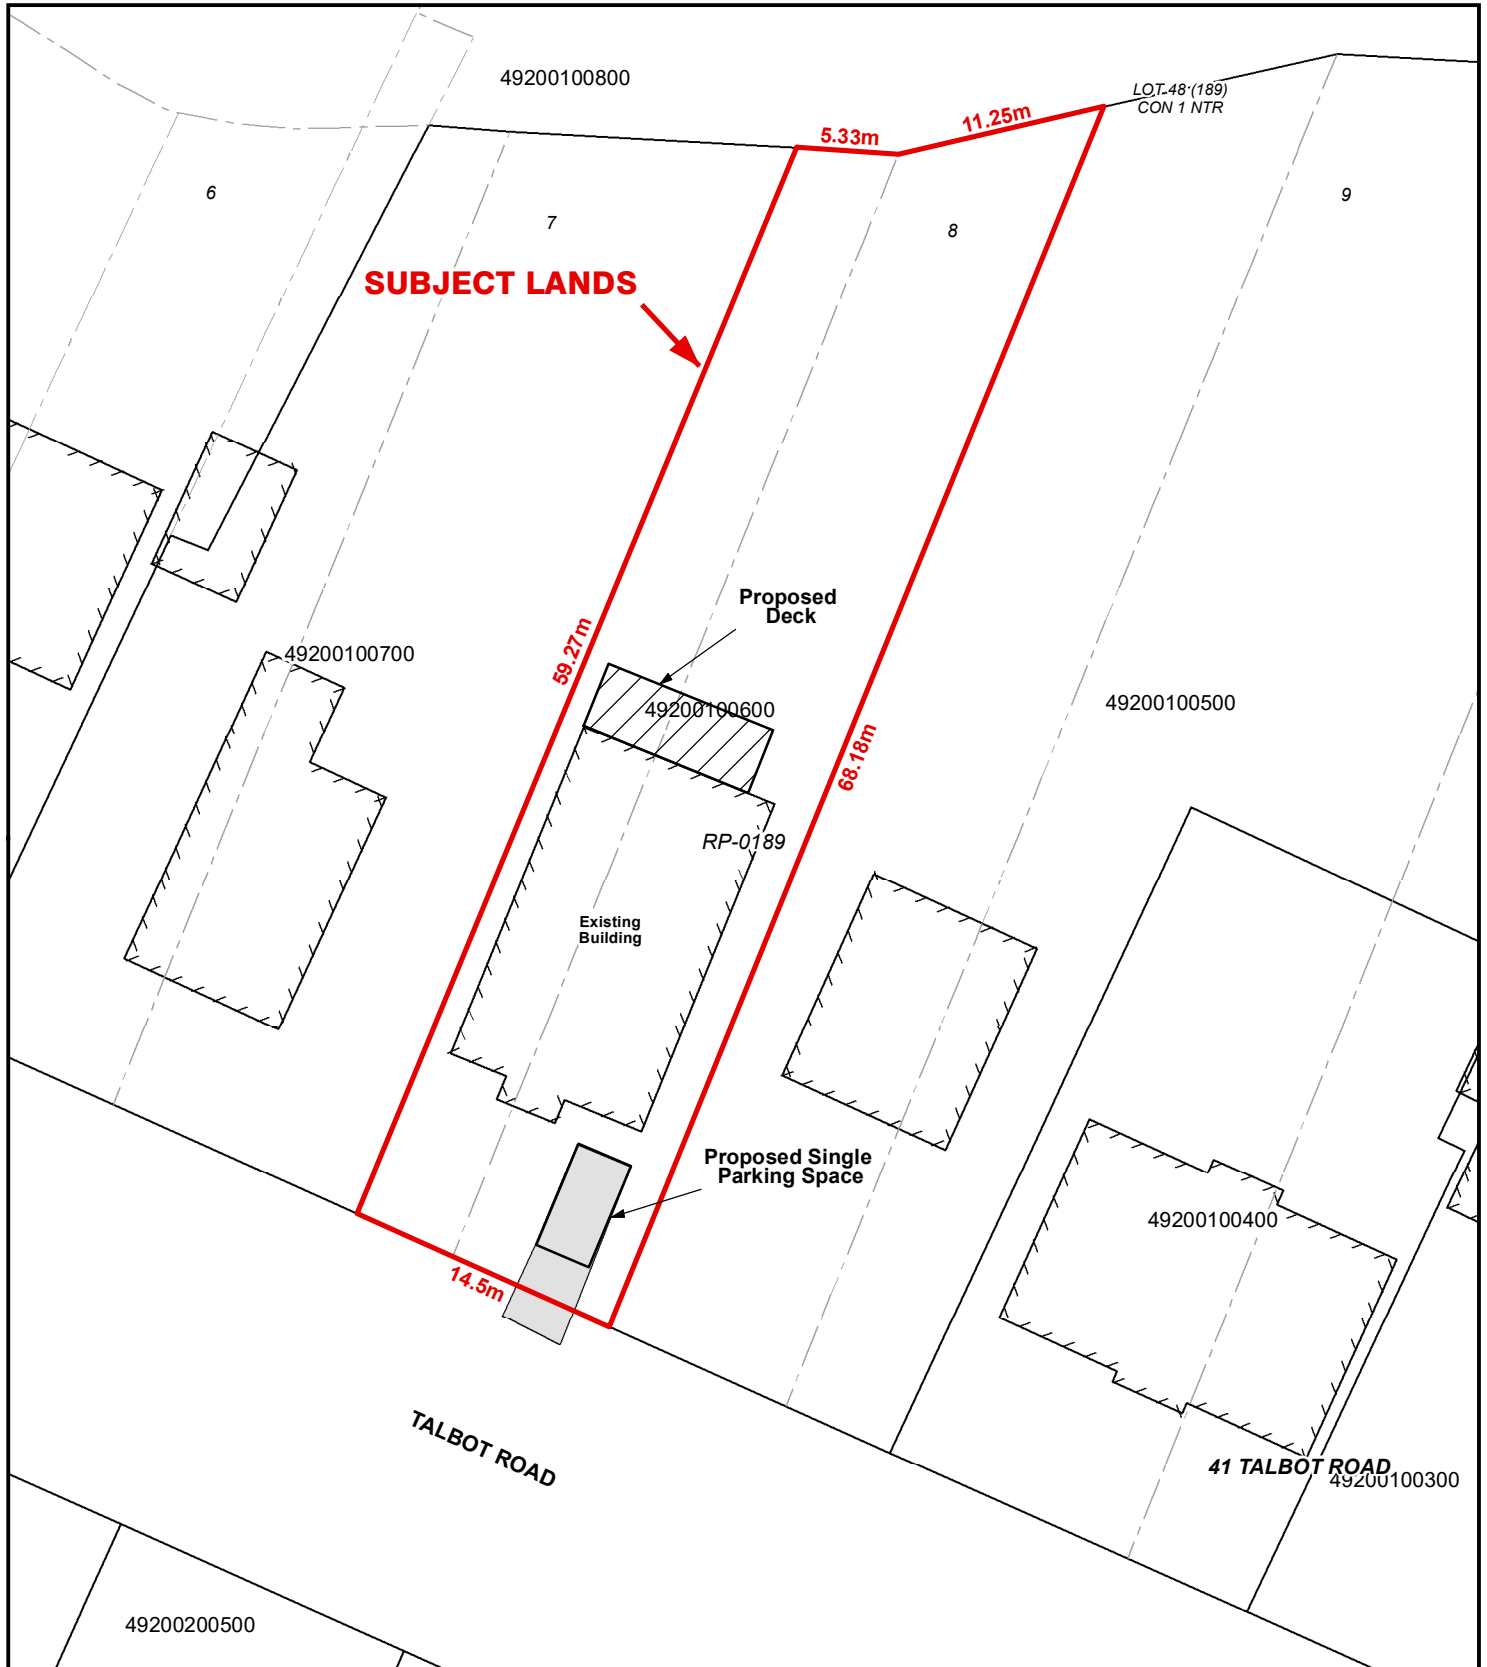 49200100800
LOT 48 (189)
CON 1 NTR
11.25m
5.33m
6
7
8
9
SUBJECT LANDS
Proposed
Deck
59.27m
49200100700
49200100600
49200100500
68.18m
RP-0189
Existing
Building
Proposed Single
Parking Space
49200100400
14.5m
TALBOT ROAD
41 TALBOT ROAD
49200100300
49200200500